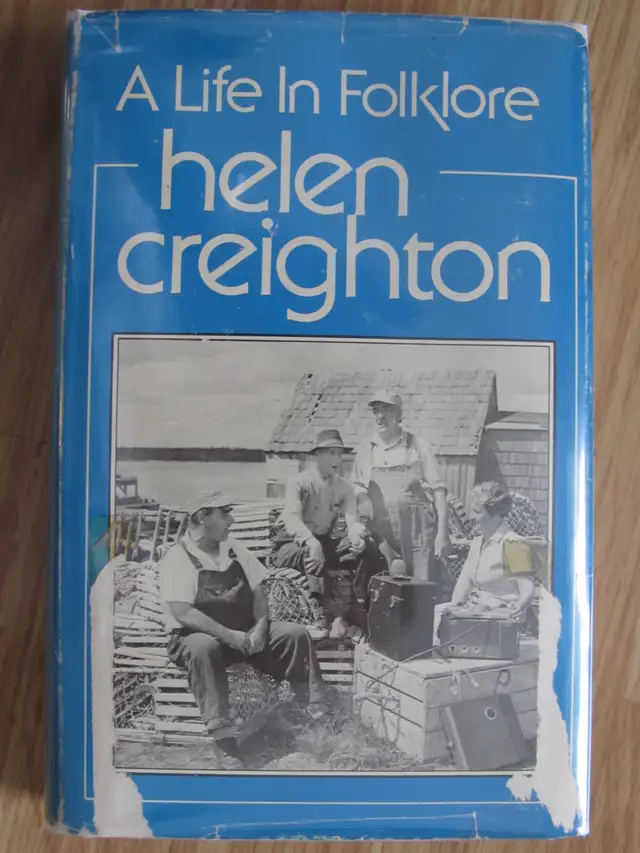 A Life In Folklore
helen
creighton